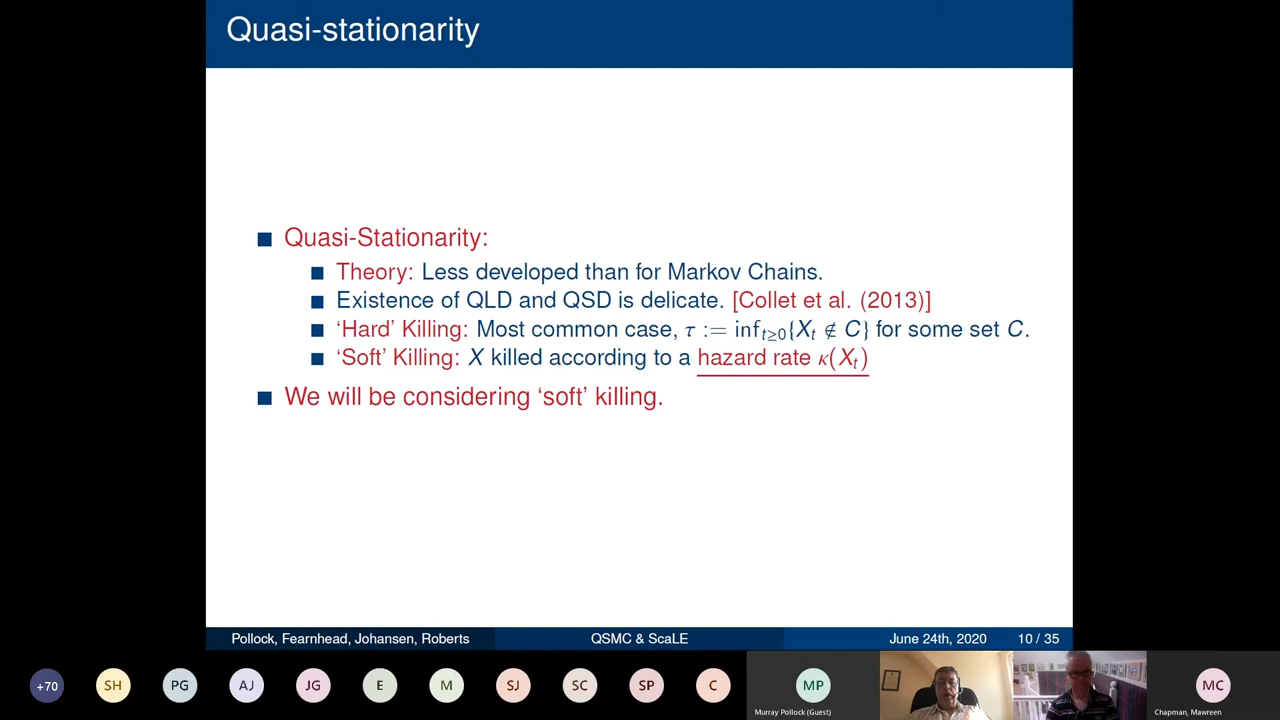 Quasi-stationarity
Quasi-Stationarity:
Theory: Less developed than for Markov Chains.
Existence of QLD and QSD is delicate. [Collet et al. (2013)]
‘Hard’ Killing: Most common case, τ := inf_{t≥0}{X_t ∉ C} for some set C.
‘Soft’ Killing: X killed according to a hazard rate κ(X_t)
We will be considering ‘soft’ killing.
Pollock, Fearnhead, Johansen, Roberts QSMC & ScaLE June 24th, 2020 10 / 35
+70 SH PG AJ JG E M SJ SC SP C MP MC
Murray Pollock (Guest) Chapman, Mawreen